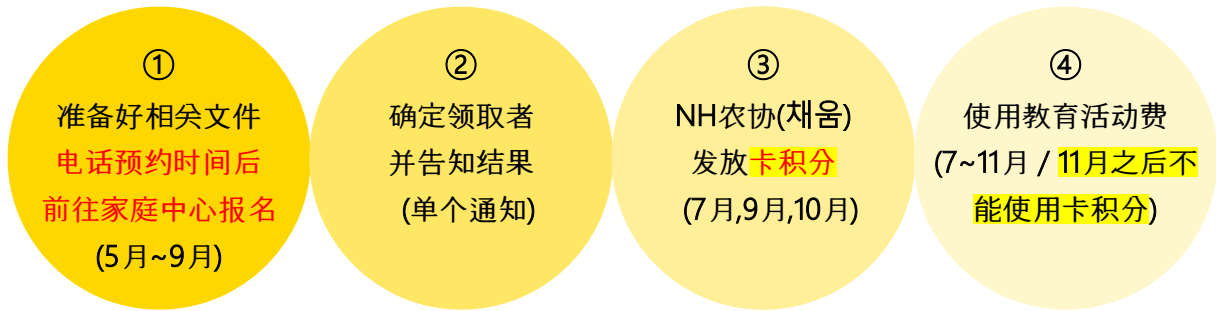 ①
准备好相关文件
电话预约时间后
前往家庭中心报名
(5月~9月)
②
确定领取者
并告知结果
(单个通知)
③
NH农协(채움)
发放卡积分
(7月,9月,10月)
④
使用教育活动费
(7~11月 / 11月之后不
能使用卡积分)